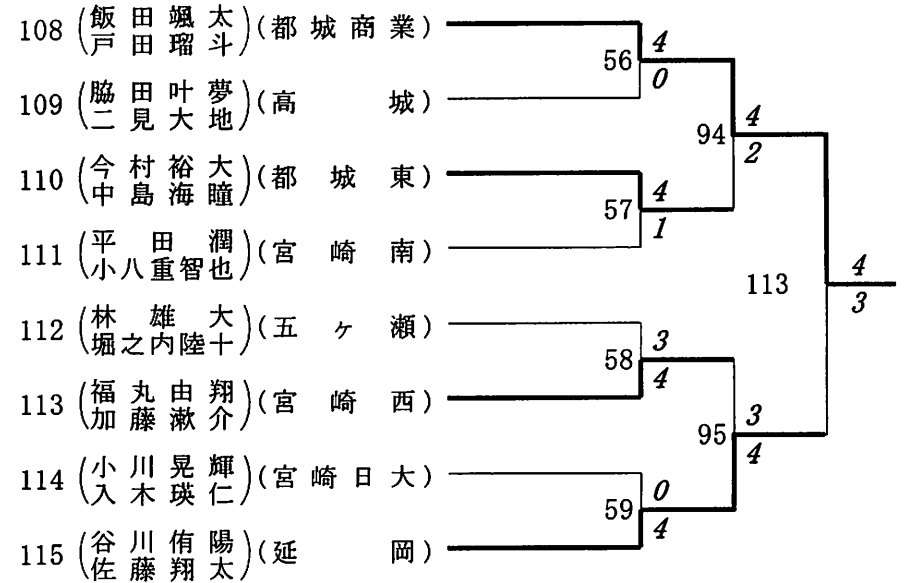 108 (飯田颯太 戸田瑠斗) (都城商業)
56 4 0
109 (脇田叶夢 二見大地) (高城)
94 4 2
110 (今村裕大 中島海瞳) (都城東)
57 4 1
111 (平田潤 小八重智也) (宮崎南)
113 4 3
112 (林雄大 堀之内陸十) (五ヶ瀬)
58 3 4
113 (福丸由翔 加藤漱介) (宮崎西)
95 3 4
114 (小川晃輝 入木瑛仁) (宮崎日大)
59 0 4
115 (谷川侑陽 佐藤翔太) (延岡)